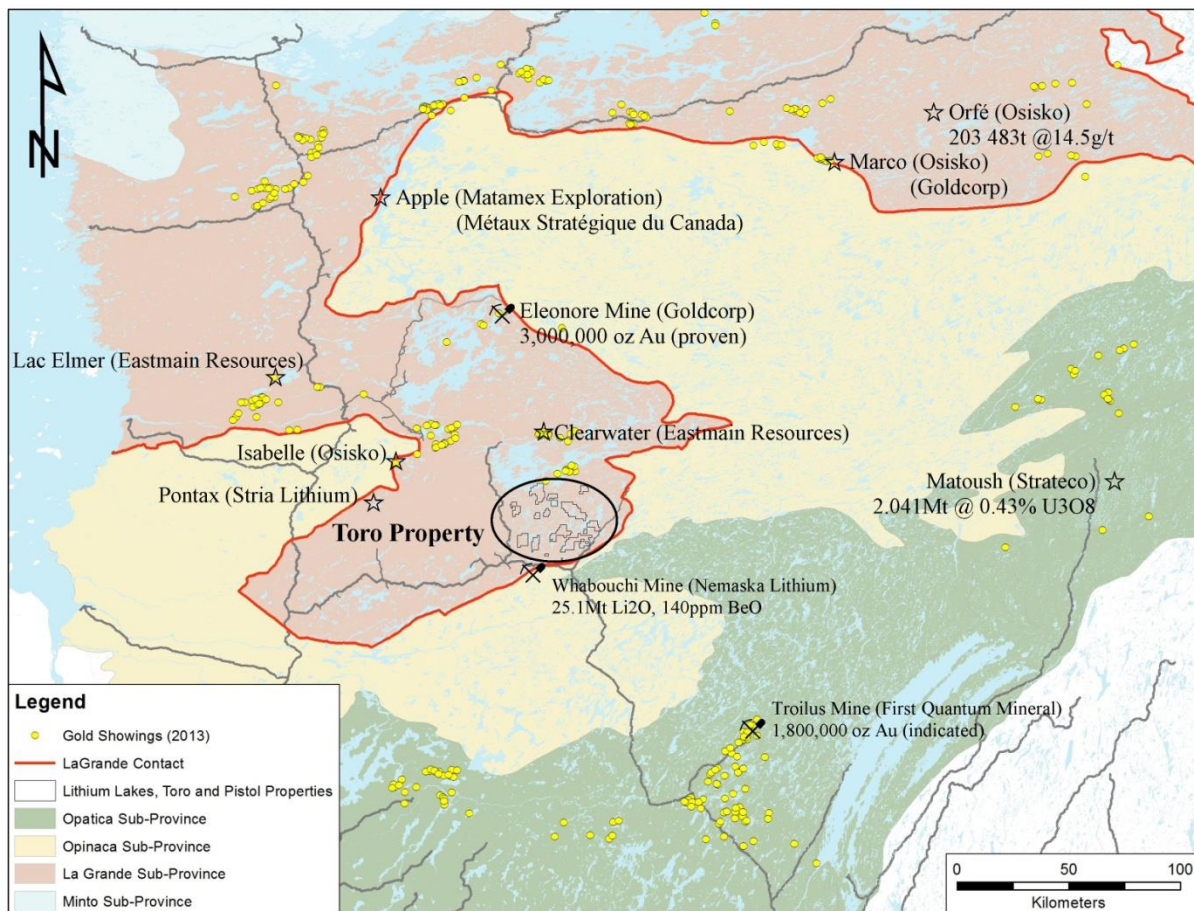 N
Orfé (Osisko)
203 483t @14.5g/t
Marco (Osisko)
(Goldcorp)
Apple (Matamex Exploration)
(Métaux Stratégique du Canada)
Eleonore Mine (Goldcorp)
3,000,000 oz Au (proven)
Lac Elmer (Eastmain Resources)
Clearwater (Eastmain Resources)
Isabelle (Osisko)
Pontax (Stria Lithium)
Matoush (Strateco)
2.041Mt @ 0.43% U3O8
Toro Property
Whabouchi Mine (Nemaska Lithium)
25.1Mt Li2O, 140ppm BeO
Troilus Mine (First Quantum Mineral)
1,800,000 oz Au (indicated)
Legend
Gold Showings (2013)
LaGrande Contact
Lithium Lakes, Toro and Pistol Properties
Opatica Sub-Province
Opinaca Sub-Province
La Grande Sub-Province
Minto Sub-Province
0 50 100
Kilometers